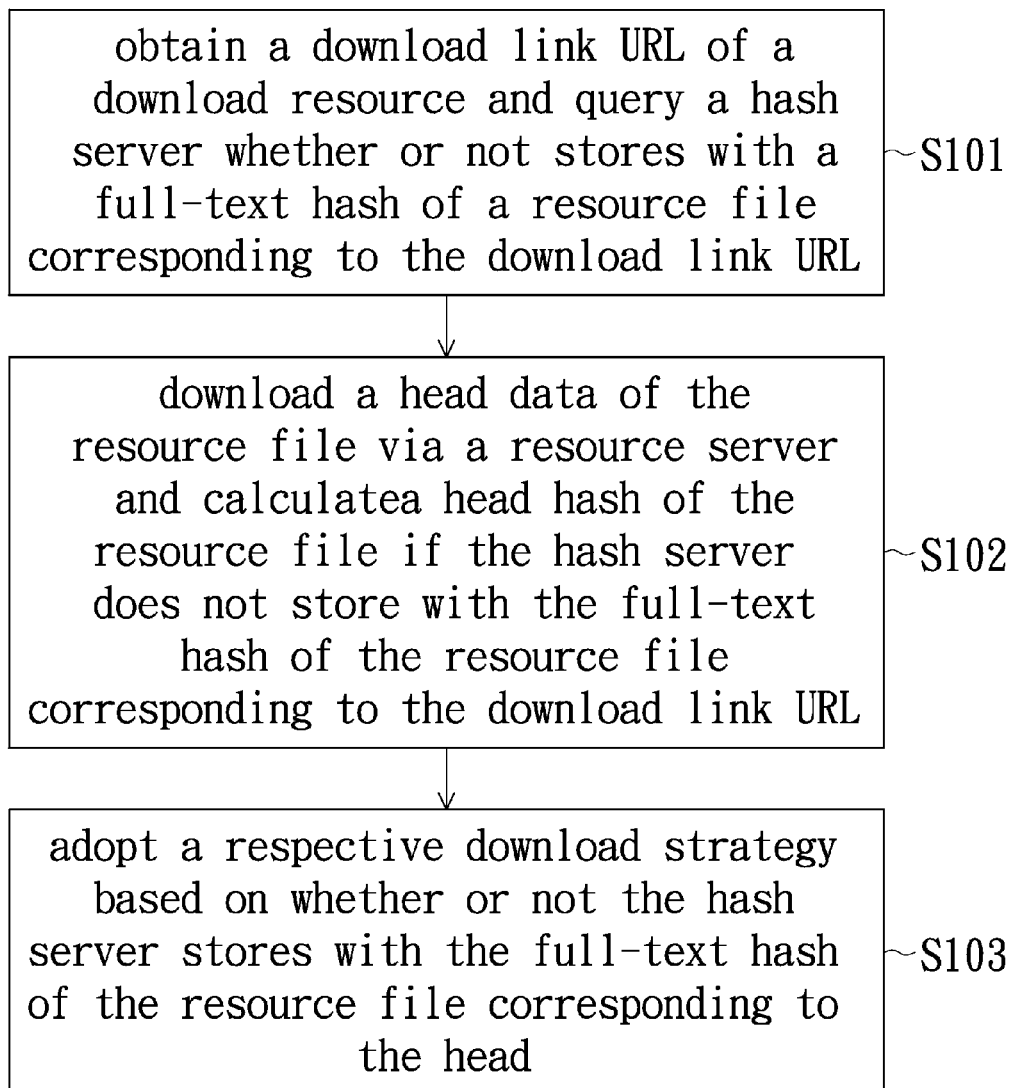 obtain a download link URL of a
download resource and query a hash
server whether or not stores with a
full-text hash of a resource file
corresponding to the download link URL
S101
download a head data of the
resource file via a resource server
and calculatea head hash of the
resource file if the hash server
does not store with the full-text
hash of the resource file
corresponding to the download link URL
S102
adopt a respective download strategy
based on whether or not the hash
server stores with the full-text hash
of the resource file corresponding to
the head
S103